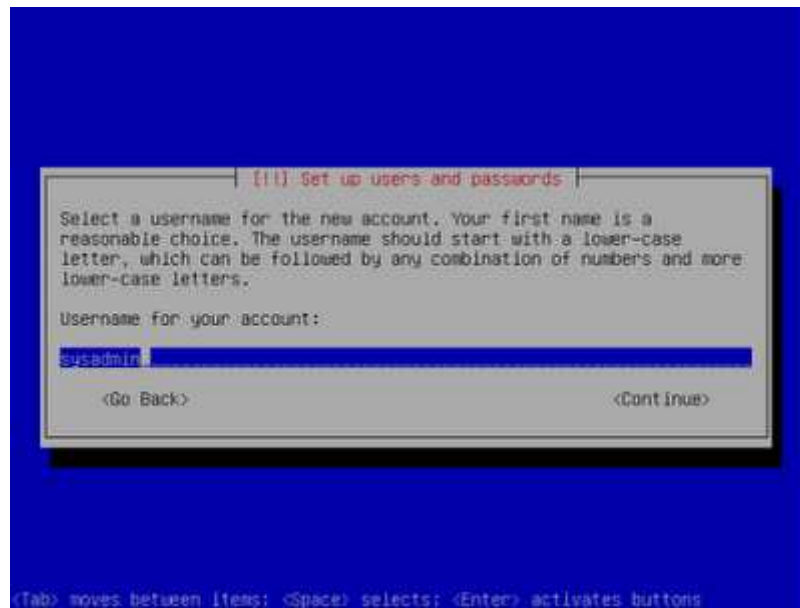 [!!] Set up users and passwords
Select a username for the new account. Your first name is a
reasonable choice. The username should start with a lower-case
letter, which can be followed by any combination of numbers and more
lower-case letters.
Username for your account:
sysadmin
<Go Back> <Continue>
<Tab> moves between items; <Space> selects; <Enter> activates buttons